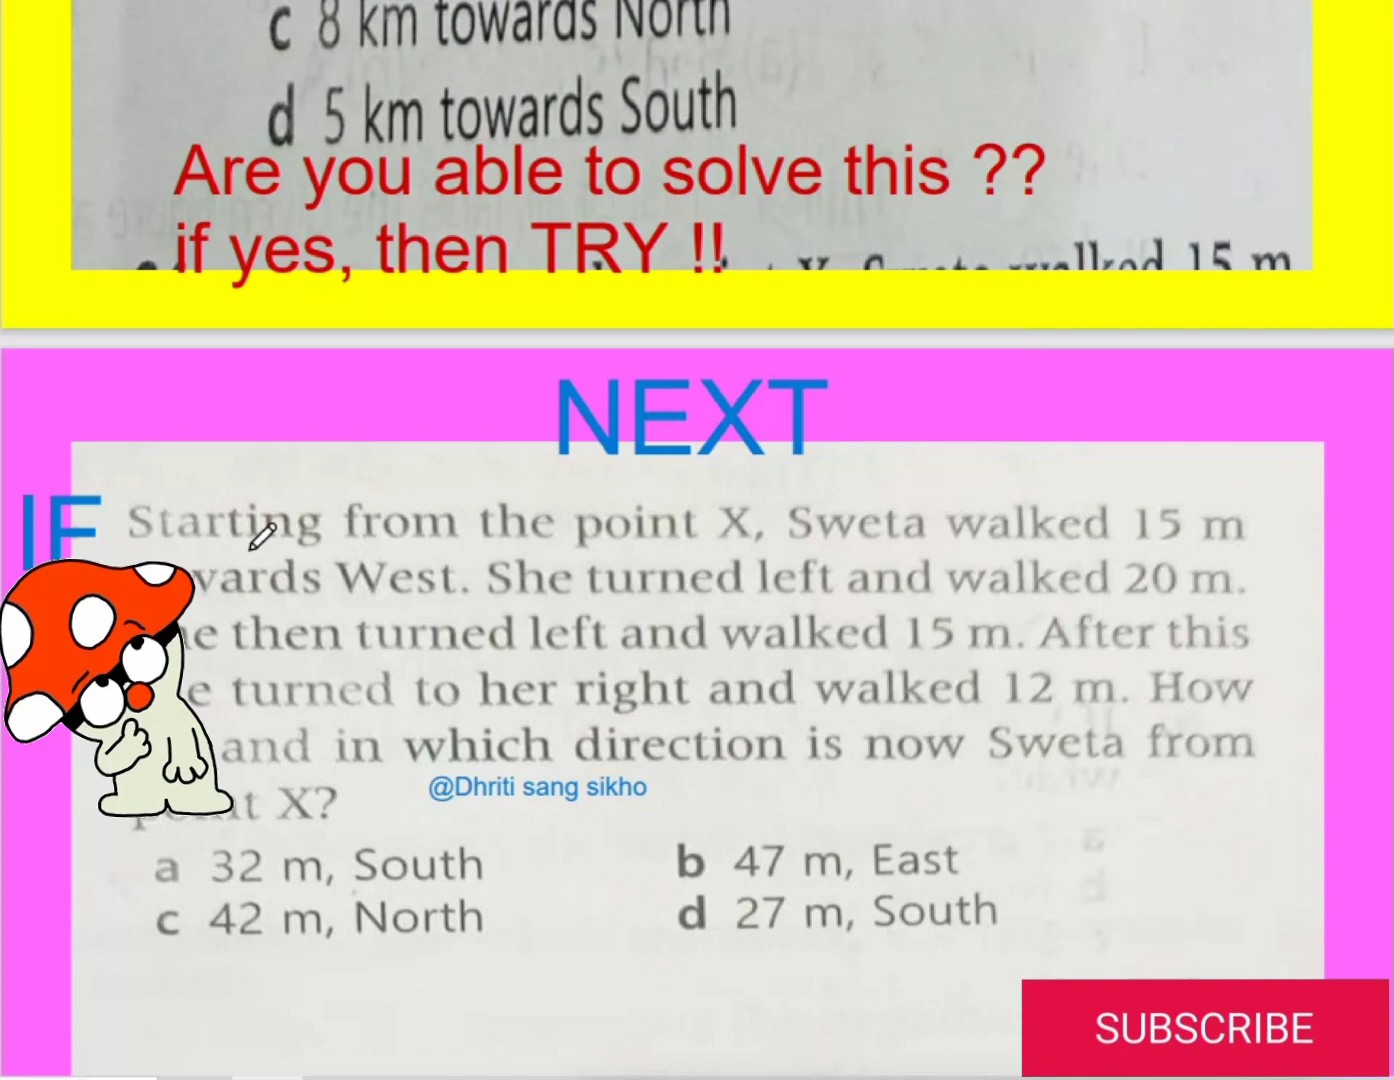 c 8 km towards North
d 5 km towards South
Are you able to solve this ??
if yes, then TRY !!
walked 15 m
NEXT
IF
Starting from the point X, Sweta walked 15 m
wards West. She turned left and walked 20 m.
e then turned left and walked 15 m. After this
e turned to her right and walked 12 m. How
and in which direction is now Sweta from
t X?
@Dhriti sang sikho
a 32 m, South
b 47 m, East
c 42 m, North
d 27 m, South
SUBSCRIBE